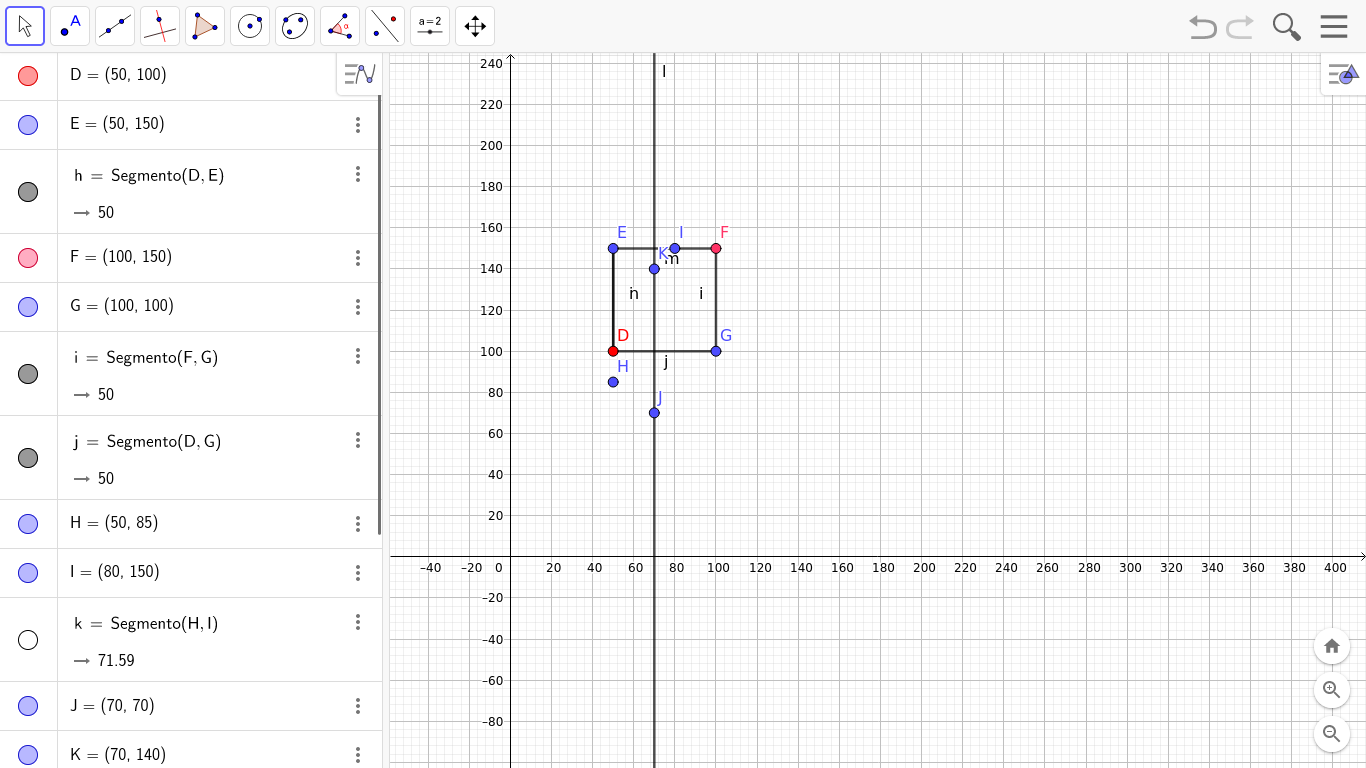 A
α
a=2
D = (50, 100)
E = (50, 150)
h = Segmento(D, E)
→ 50
F = (100, 150)
G = (100, 100)
i = Segmento(F, G)
→ 50
j = Segmento(D, G)
→ 50
H = (50, 85)
I = (80, 150)
k = Segmento(H, I)
→ 71.59
J = (70, 70)
K = (70, 140)
240
220
200
180
160
140
120
100
80
60
40
20
–20
–40
–60
–80
–40 –20 0 20 40 60 80 100 120 140 160 180 200 220 240 260 280 300 320 340 360 380 400
l
E I F
K m
n i
D G
H j
J